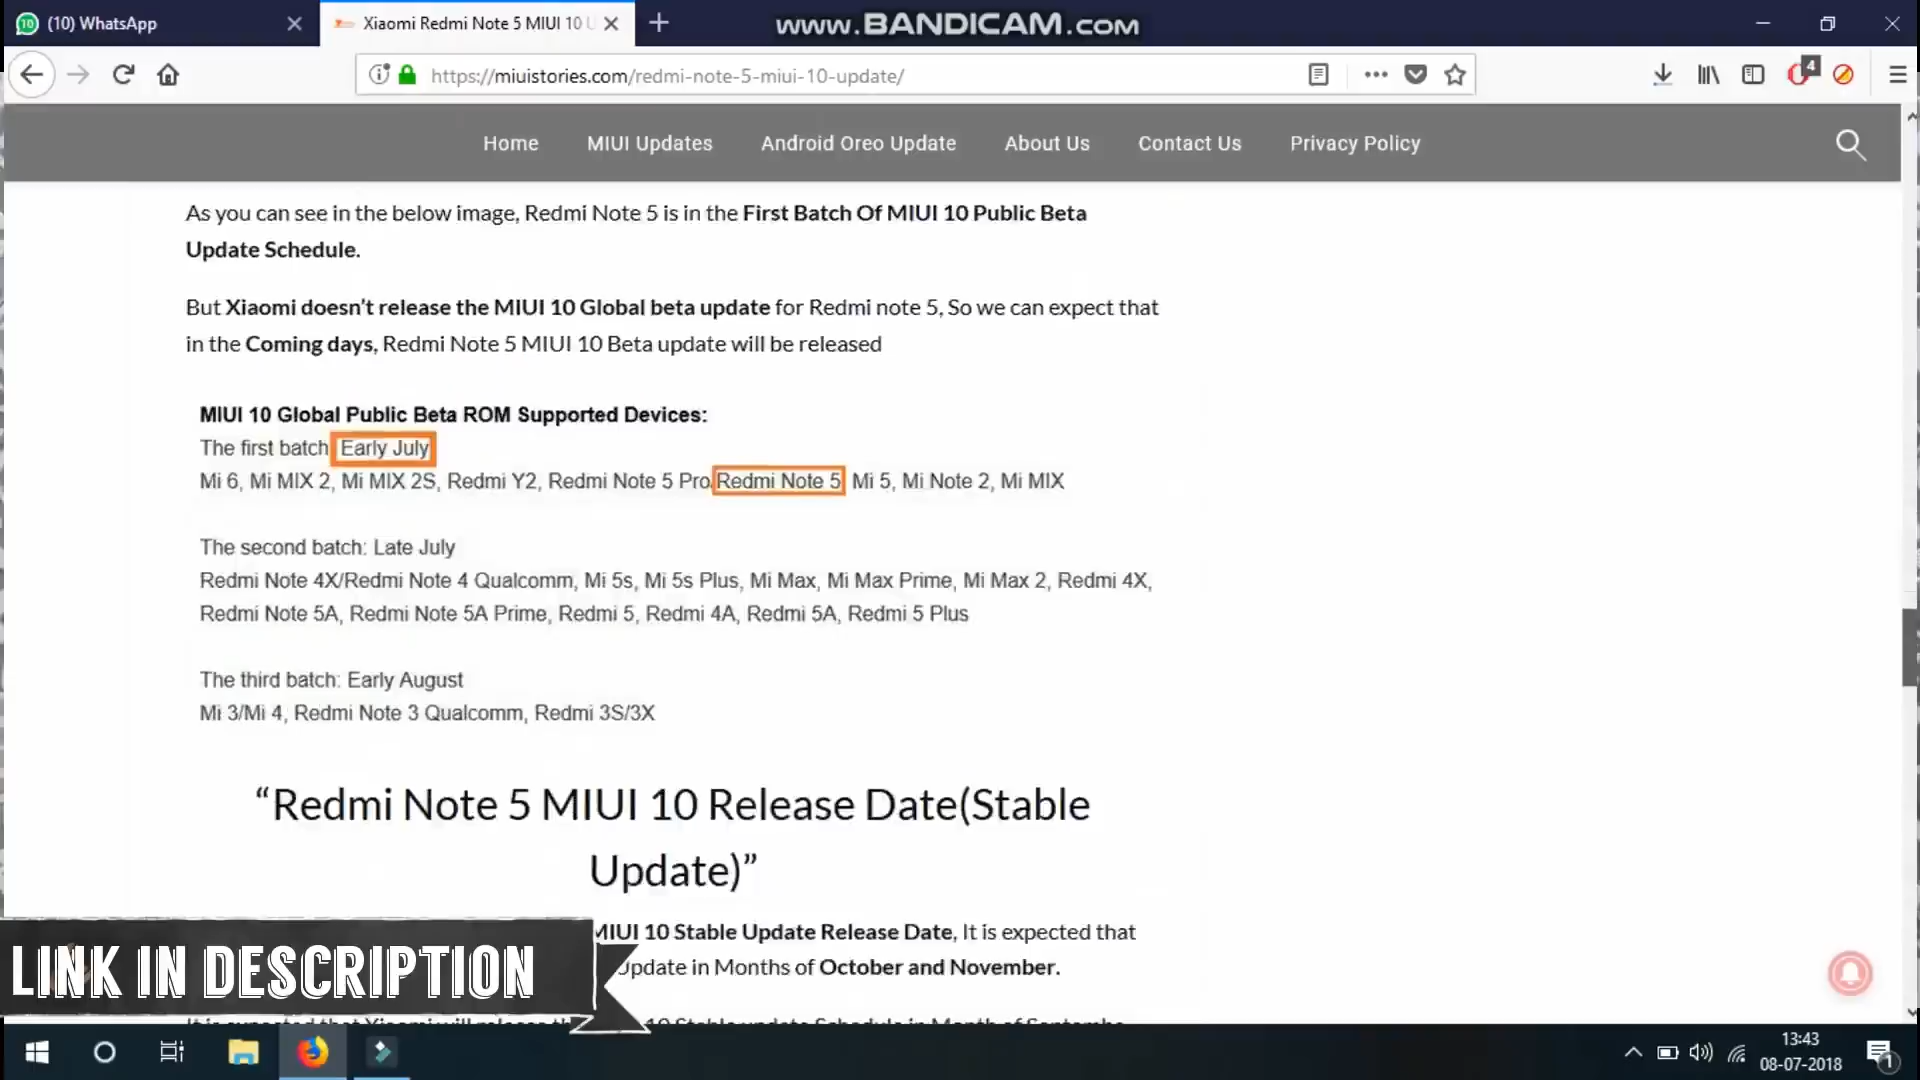 (10) WhatsApp
Xiaomi Redmi Note 5 MIUI 10 U
www.BANDICAM.com
https://miuistories.com/redmi-note-5-miui-10-update/
4
Home MIUI Updates Android Oreo Update About Us Contact Us Privacy Policy
As you can see in the below image, Redmi Note 5 is in the First Batch Of MIUI 10 Public Beta
Update Schedule.
But Xiaomi doesn't release the MIUI 10 Global beta update for Redmi note 5, So we can expect that
in the Coming days, Redmi Note 5 MIUI 10 Beta update will be released
MIUI 10 Global Public Beta ROM Supported Devices:
The first batch Early July
Mi 6, Mi MIX 2, Mi MIX 2S, Redmi Y2, Redmi Note 5 Pro, Redmi Note 5 Mi 5, Mi Note 2, Mi MIX
The second batch: Late July
Redmi Note 4X/Redmi Note 4 Qualcomm, Mi 5s, Mi 5s Plus, Mi Max, Mi Max Prime, Mi Max 2, Redmi 4X,
Redmi Note 5A, Redmi Note 5A Prime, Redmi 5, Redmi 4A, Redmi 5A, Redmi 5 Plus
The third batch: Early August
Mi 3/Mi 4, Redmi Note 3 Qualcomm, Redmi 3S/3X
“Redmi Note 5 MIUI 10 Release Date(Stable
Update)”
MIUI 10 Stable Update Release Date, It is expected that
Update in Months of October and November.
LINK IN DESCRIPTION
13:43
08-07-2018
1